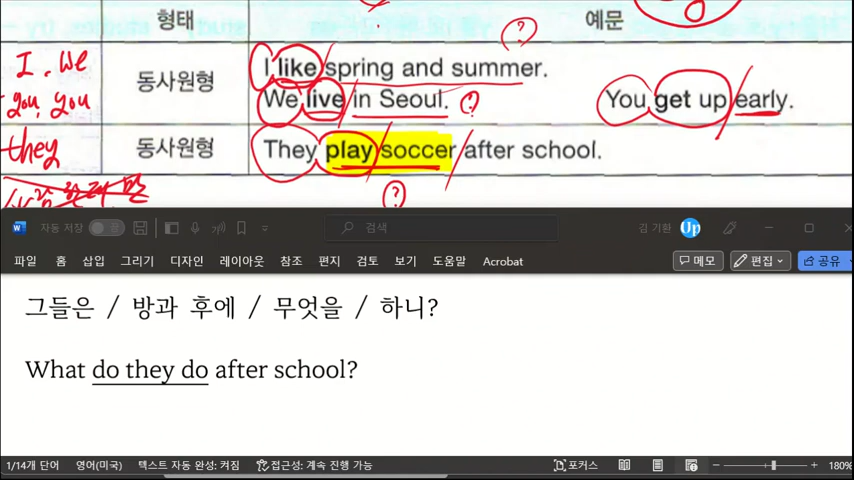 형태 예문
I. we
you, you
they
동사원형 I like spring and summer.
We live in Seoul. You get up early.
동사원형 They play soccer after school.
자동 저장 끔 검색 김 기환 Up
파일 홈 삽입 그리기 디자인 레이아웃 참조 편지 검토 보기 도움말 Acrobat 메모 편집 공유
그들은 / 방과 후에 / 무엇을 / 하니?
What do they do after school?
1/14개 단어 영어(미국) 텍스트 자동 완성: 켜짐 접근성: 계속 진행 가능 포커스 180%